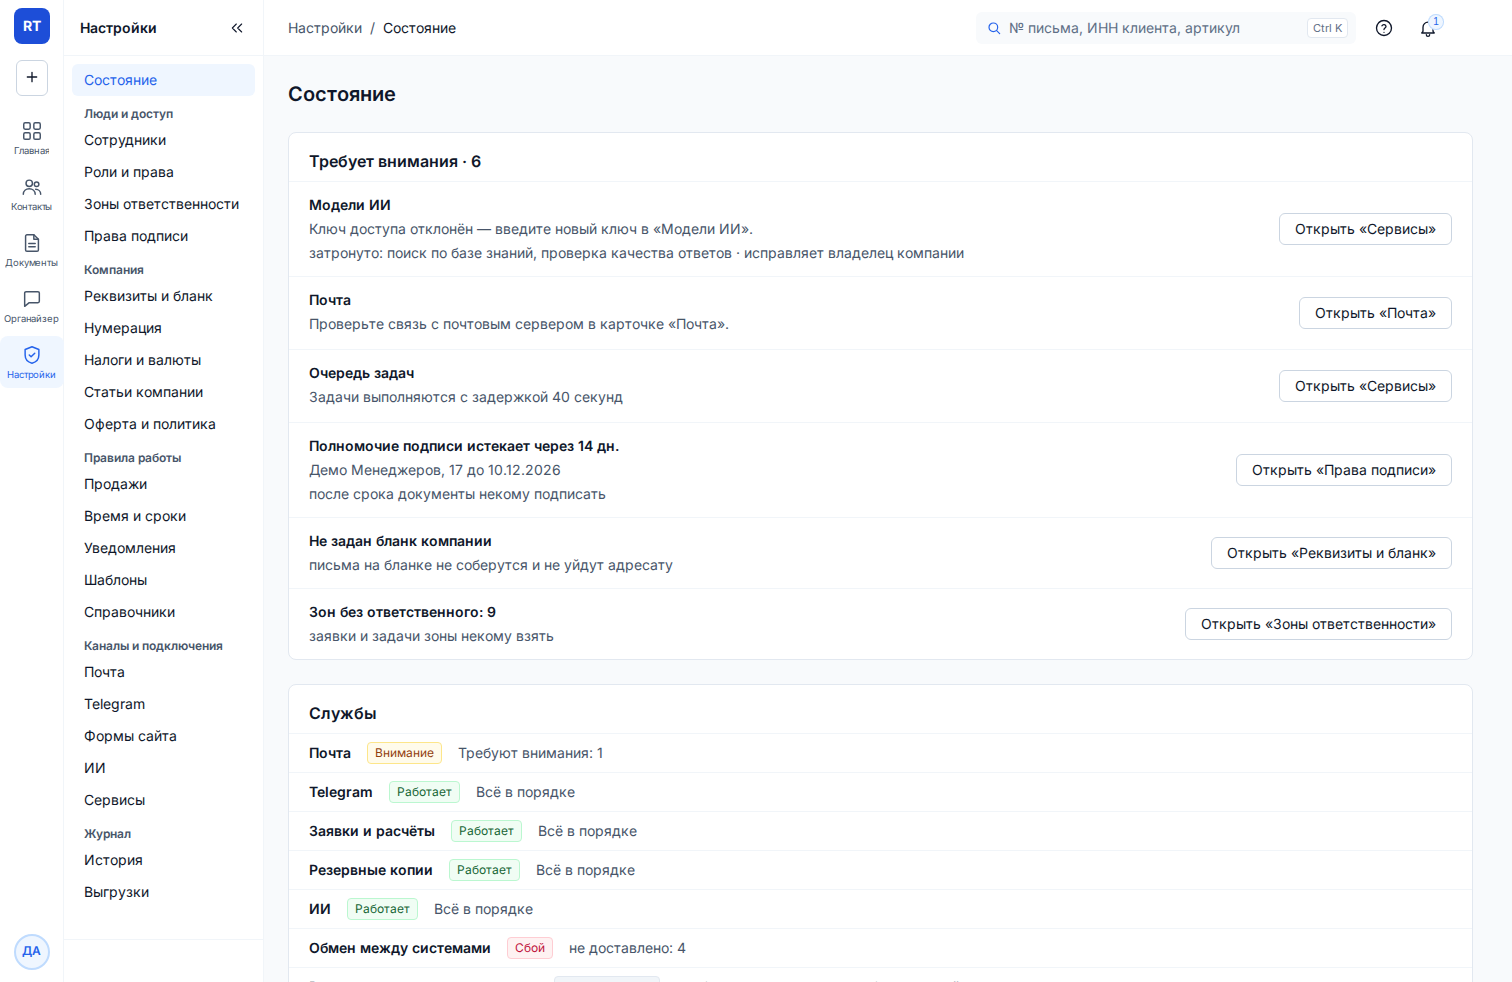 RT
Настройки
Настройки / Состояние
№ письма, ИНН клиента, артикул
Ctrl K
1
Главная
Контакты
Документы
Органайзер
Настройки
ДА
Состояние
Люди и доступ
Сотрудники
Роли и права
Зоны ответственности
Права подписи
Компания
Реквизиты и бланк
Нумерация
Налоги и валюты
Статьи компании
Оферта и политика
Правила работы
Продажи
Время и сроки
Уведомления
Шаблоны
Справочники
Каналы и подключения
Почта
Telegram
Формы сайта
ИИ
Сервисы
Журнал
История
Выгрузки
Состояние
Требует внимания · 6
Модели ИИ
Ключ доступа отклонён — введите новый ключ в «Модели ИИ».
затронуто: поиск по базе знаний, проверка качества ответов · исправляет владелец компании
Открыть «Сервисы»
Почта
Проверьте связь с почтовым сервером в карточке «Почта».
Открыть «Почта»
Очередь задач
Задачи выполняются с задержкой 40 секунд
Открыть «Сервисы»
Полномочие подписи истекает через 14 дн.
Демо Менеджеров, 17 до 10.12.2026
после срока документы некому подписать
Открыть «Права подписи»
Не задан бланк компании
письма на бланке не соберутся и не уйдут адресату
Открыть «Реквизиты и бланк»
Зон без ответственного: 9
заявки и задачи зоны некому взять
Открыть «Зоны ответственности»
Службы
Почта Внимание Требуют внимания: 1
Telegram Работает Всё в порядке
Заявки и расчёты Работает Всё в порядке
Резервные копии Работает Всё в порядке
ИИ Работает Всё в порядке
Обмен между системами Сбой не доставлено: 4